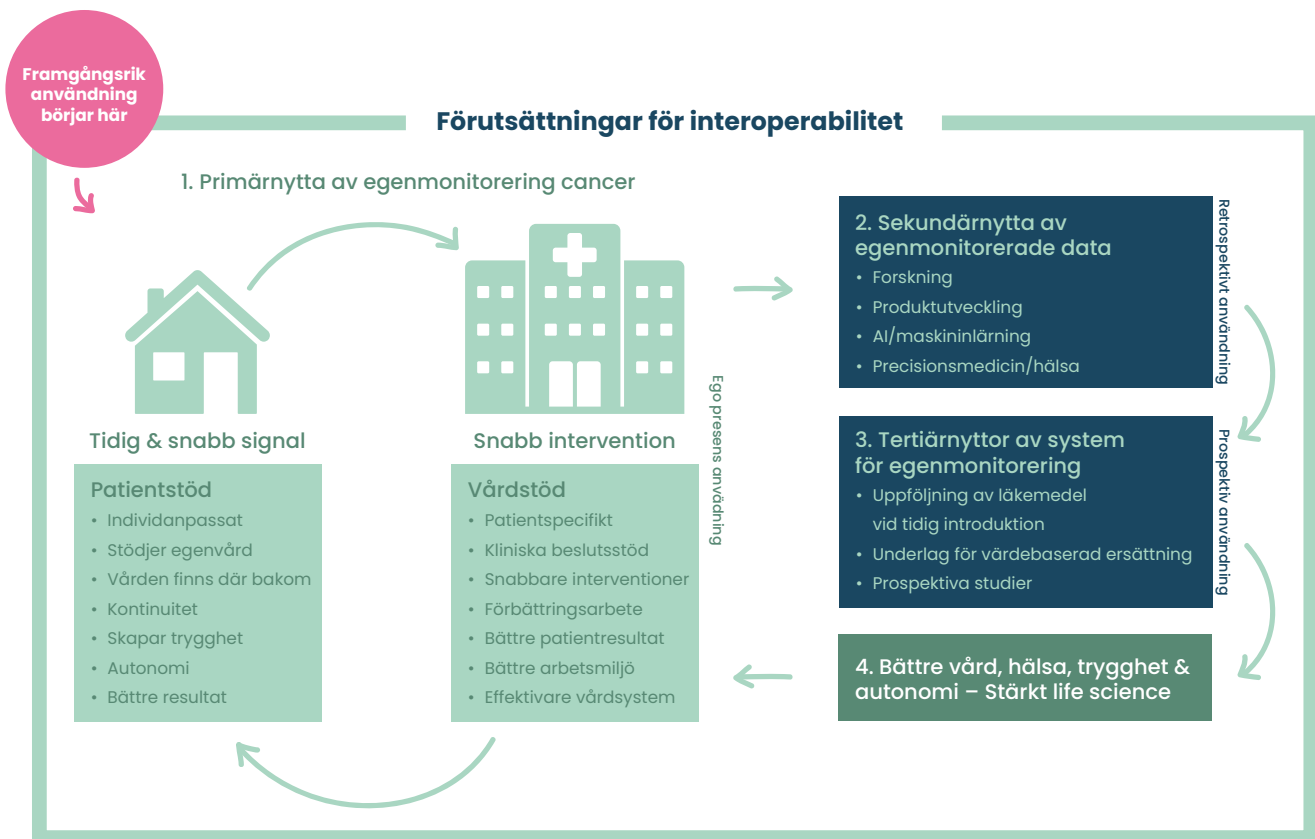 Framgångsrik
användning
börjar här
Förutsättningar för interoperabilitet
1. Primärnytta av egenmonitorering cancer
Tidig & snabb signal
Patientstöd
• Individanpassat
• Stödjer egenvård
• Vården finns där bakom
• Kontinuitet
• Skapar trygghet
• Autonomi
• Bättre resultat
Snabb intervention
Vårdstöd
• Patientspecifikt
• Kliniska beslutsstöd
• Snabbare interventioner
• Förbättringsarbete
• Bättre patientresultat
• Bättre arbetsmiljö
• Effektivare vårdsystem
Ego presens anvädning
2. Sekundärnytta av
egenmonitorerade data
• Forskning
• Produktutveckling
• AI/maskininlärning
• Precisionsmedicin/hälsa
Retrospektivt användning
3. Tertiärnyttor av system
för egenmonitorering
• Uppföljning av läkemedel
vid tidig introduktion
• Underlag för värdebaserad ersättning
• Prospektiva studier
Prospektiv användning
4. Bättre vård, hälsa, trygghet &
autonomi – Stärkt life science